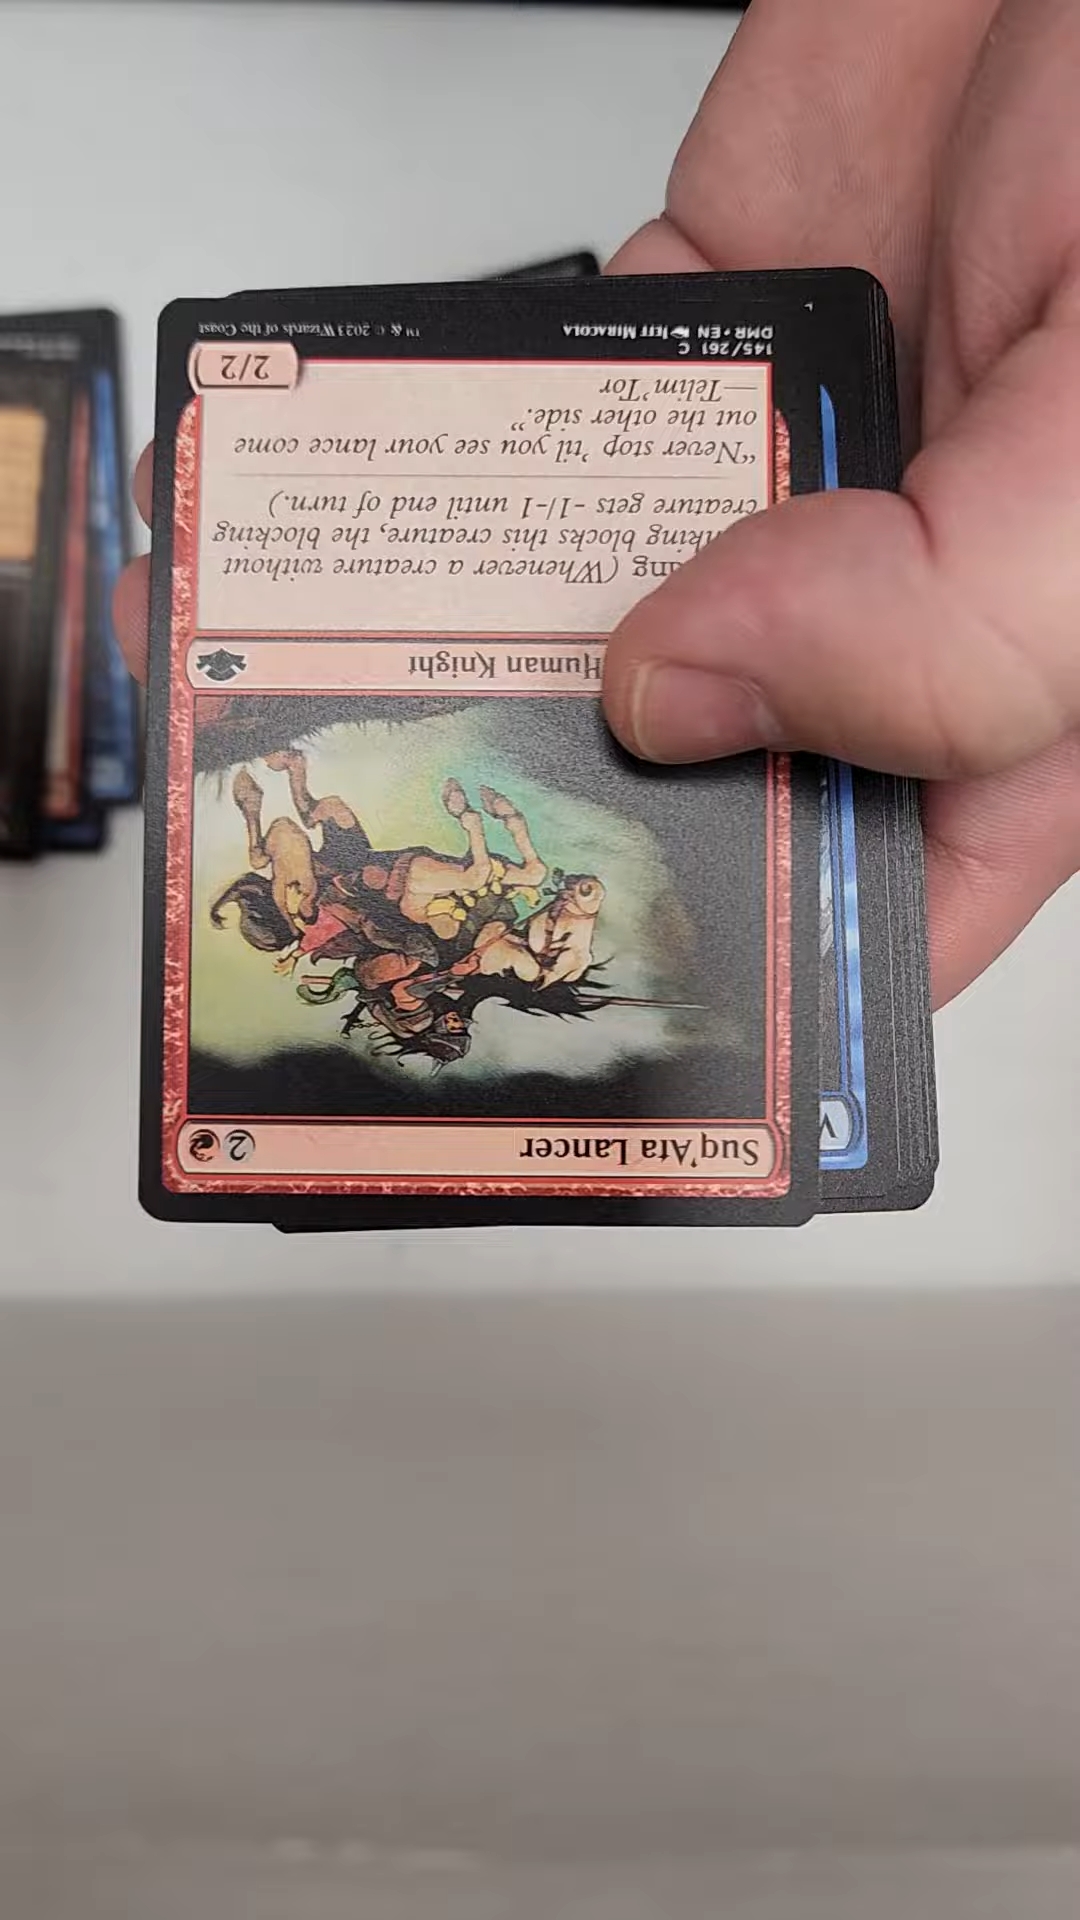 Suq'Ata Lancer
2
Human Knight
(Whenever a creature without
blocks this creature, the blocking
creature gets -1/-1 until end of turn.)
"Never stop 'til you see your lance come
out the other side."
—Telim'Tor
2/2
145/261 C
DMR • EN JEFF MIRACOLA
™ & © 2023 Wizards of the Coast